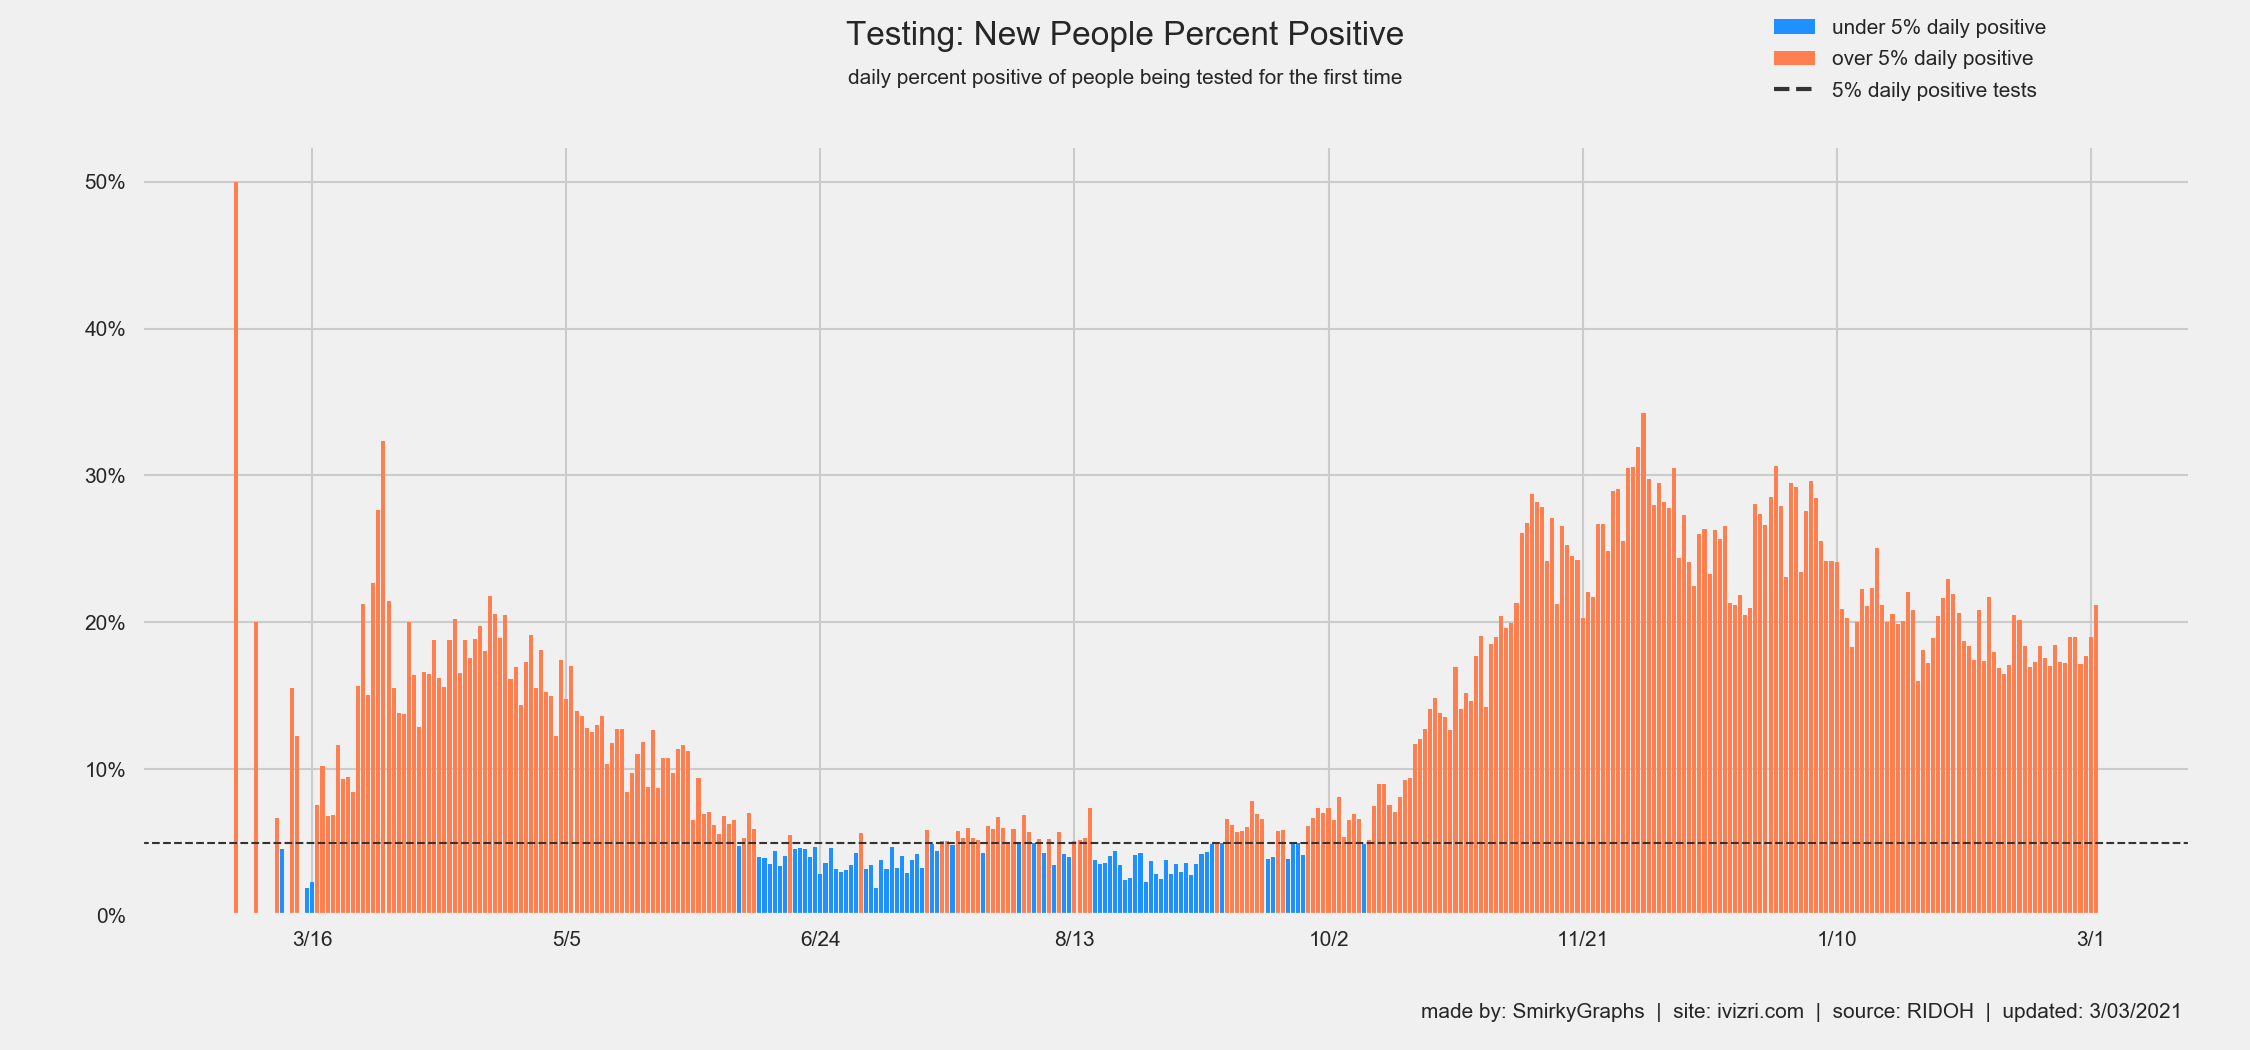 Testing: New People Percent Positive
daily percent positive of people being tested for the first time
under 5% daily positive
over 5% daily positive
5% daily positive tests
50%
40%
30%
20%
10%
0%
3/16
5/5
6/24
8/13
10/2
11/21
1/10
3/1
made by: SmirkyGraphs | site: ivizri.com | source: RIDOH | updated: 3/03/2021